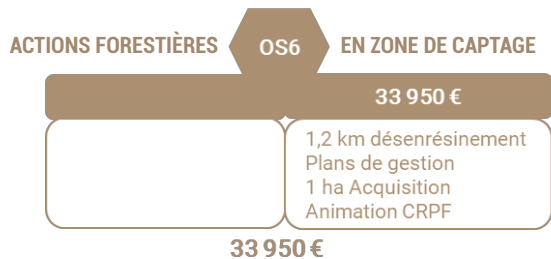 ACTIONS FORESTIÈRES OS6 EN ZONE DE CAPTAGE
33 950 €
1,2 km désenrésinement
Plans de gestion
1 ha Acquisition
Animation CRPF
33 950 €